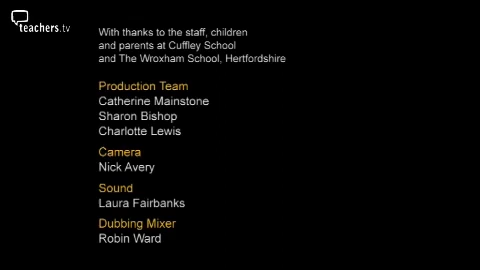 teachers.tv
With thanks to the staff, children
and parents at Cuffley School
and The Wroxham School, Hertfordshire
Production Team
Catherine Mainstone
Sharon Bishop
Charlotte Lewis
Camera
Nick Avery
Sound
Laura Fairbanks
Dubbing Mixer
Robin Ward